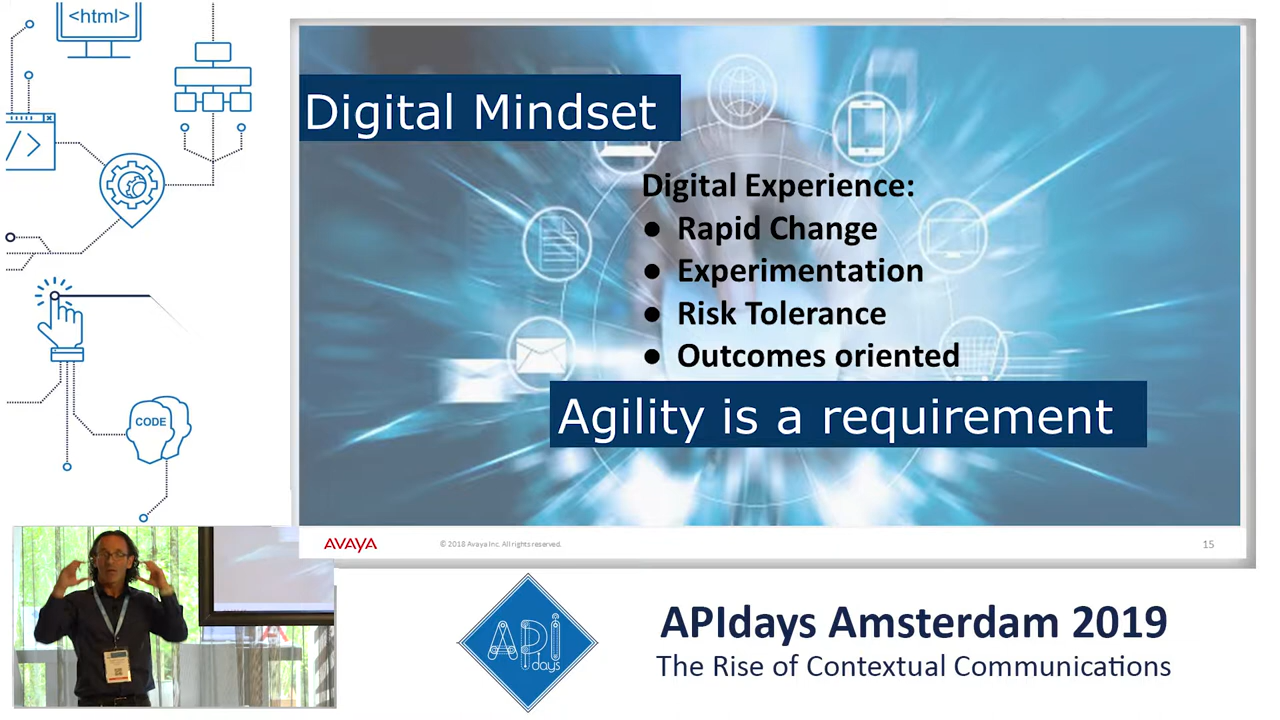 <html>
</>
CODE
Digital Mindset
Digital Experience:
● Rapid Change
● Experimentation
● Risk Tolerance
● Outcomes oriented
Agility is a requirement
AVAYA
© 2018 Avaya Inc. All rights reserved.
15
API
days
APIdays Amsterdam 2019
The Rise of Contextual Communications